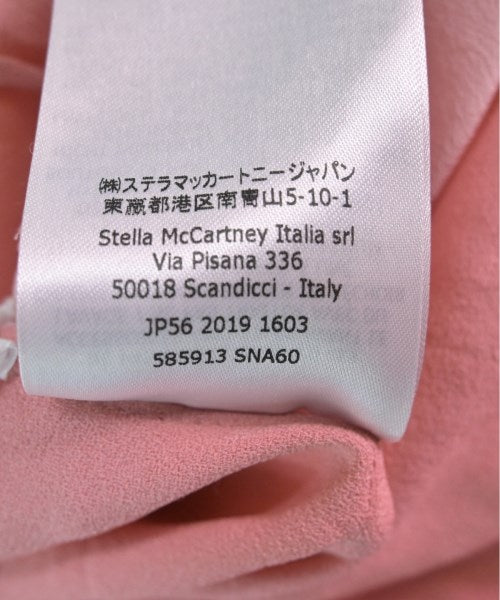 ㈱ステラマッカートニージャパン
東京都港区南青山5-10-1
Stella McCartney Italia srl
Via Pisana 336
50018 Scandicci - Italy
JP56 2019 1603
585913 SNA60